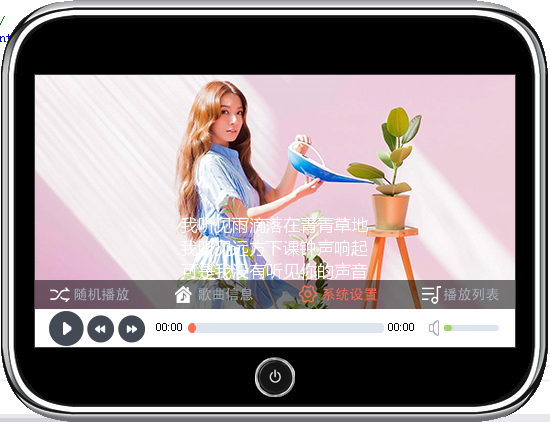 我听见雨滴落在青青草地
我听见远方下课钟声响起
可是我没有听见你的声音
随机播放 歌曲信息 系统设置 播放列表
00:00 00:00